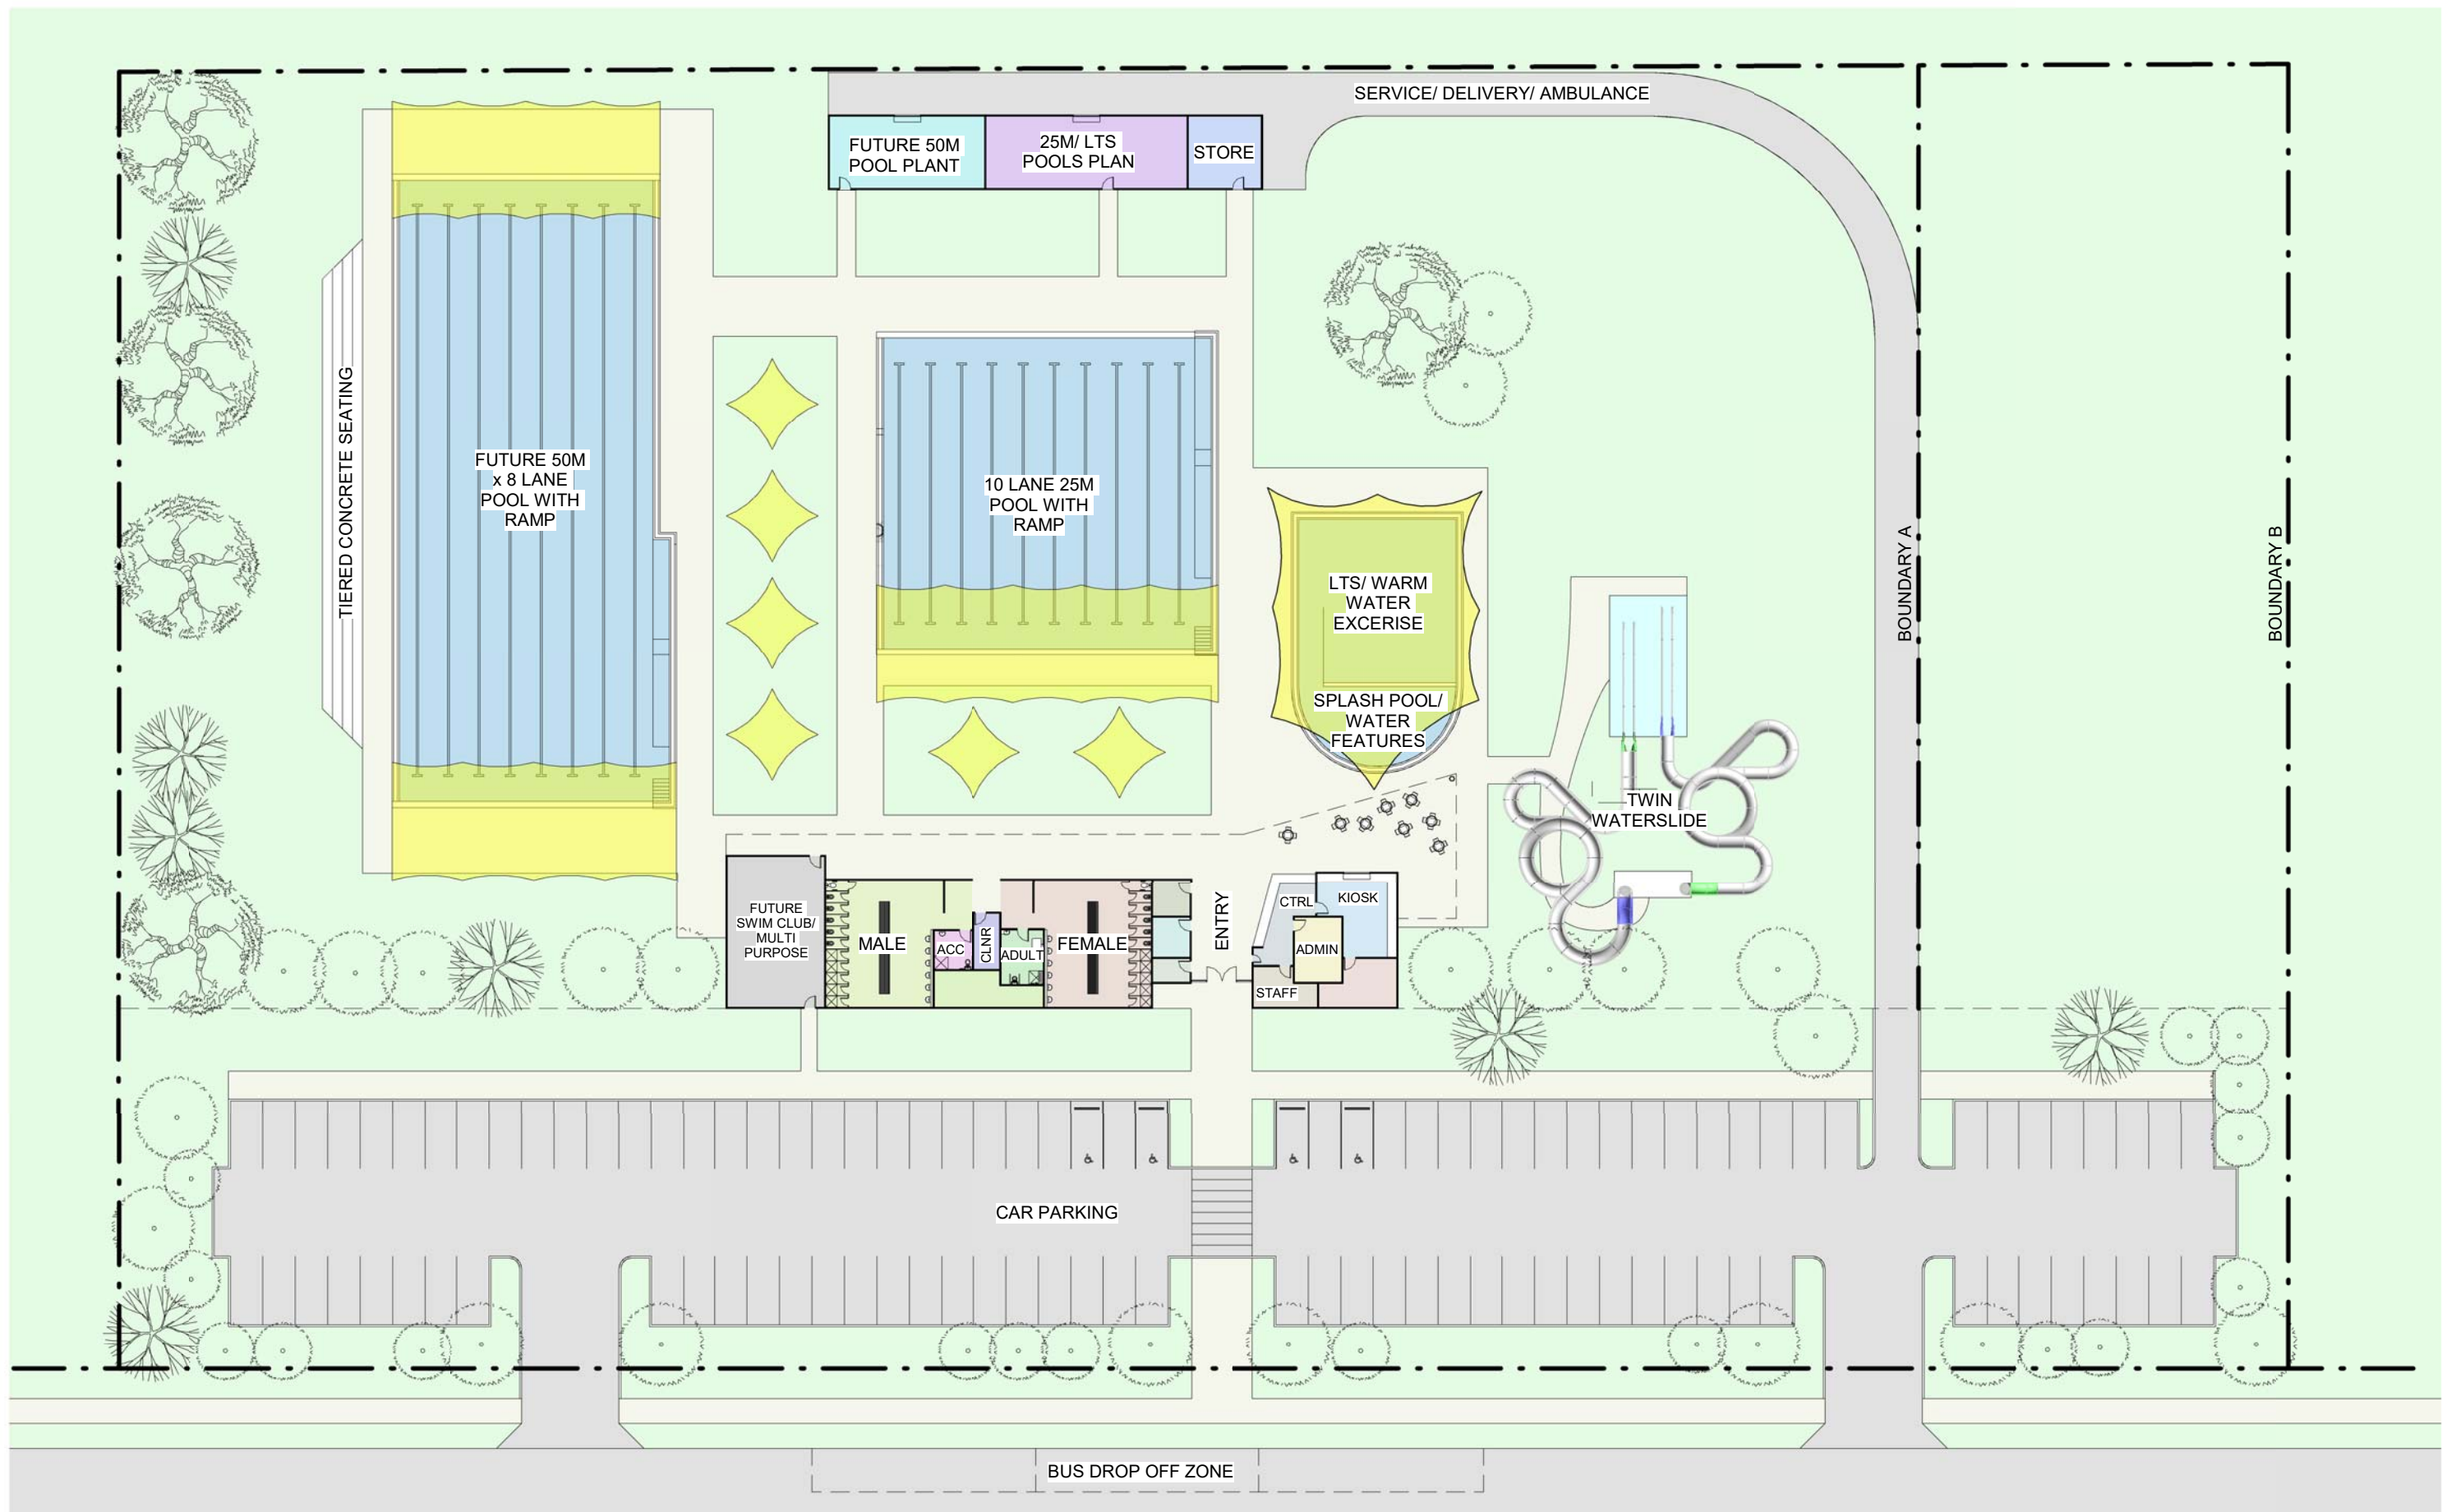 SERVICE/ DELIVERY/ AMBULANCE
FUTURE 50M
POOL PLANT
25M/ LTS
POOLS PLAN
STORE
TIERED CONCRETE SEATING
FUTURE 50M
x 8 LANE
POOL WITH
RAMP
10 LANE 25M
POOL WITH
RAMP
LTS/ WARM
WATER
EXCERISE
SPLASH POOL/
WATER
FEATURES
BOUNDARY A
BOUNDARY B
TWIN
WATERSLIDE
FUTURE
SWIM CLUB/
MULTI
PURPOSE
MALE
ACC
CLNR
ADULT
FEMALE
ENTRY
CTRL
KIOSK
ADMIN
STAFF
CAR PARKING
BUS DROP OFF ZONE